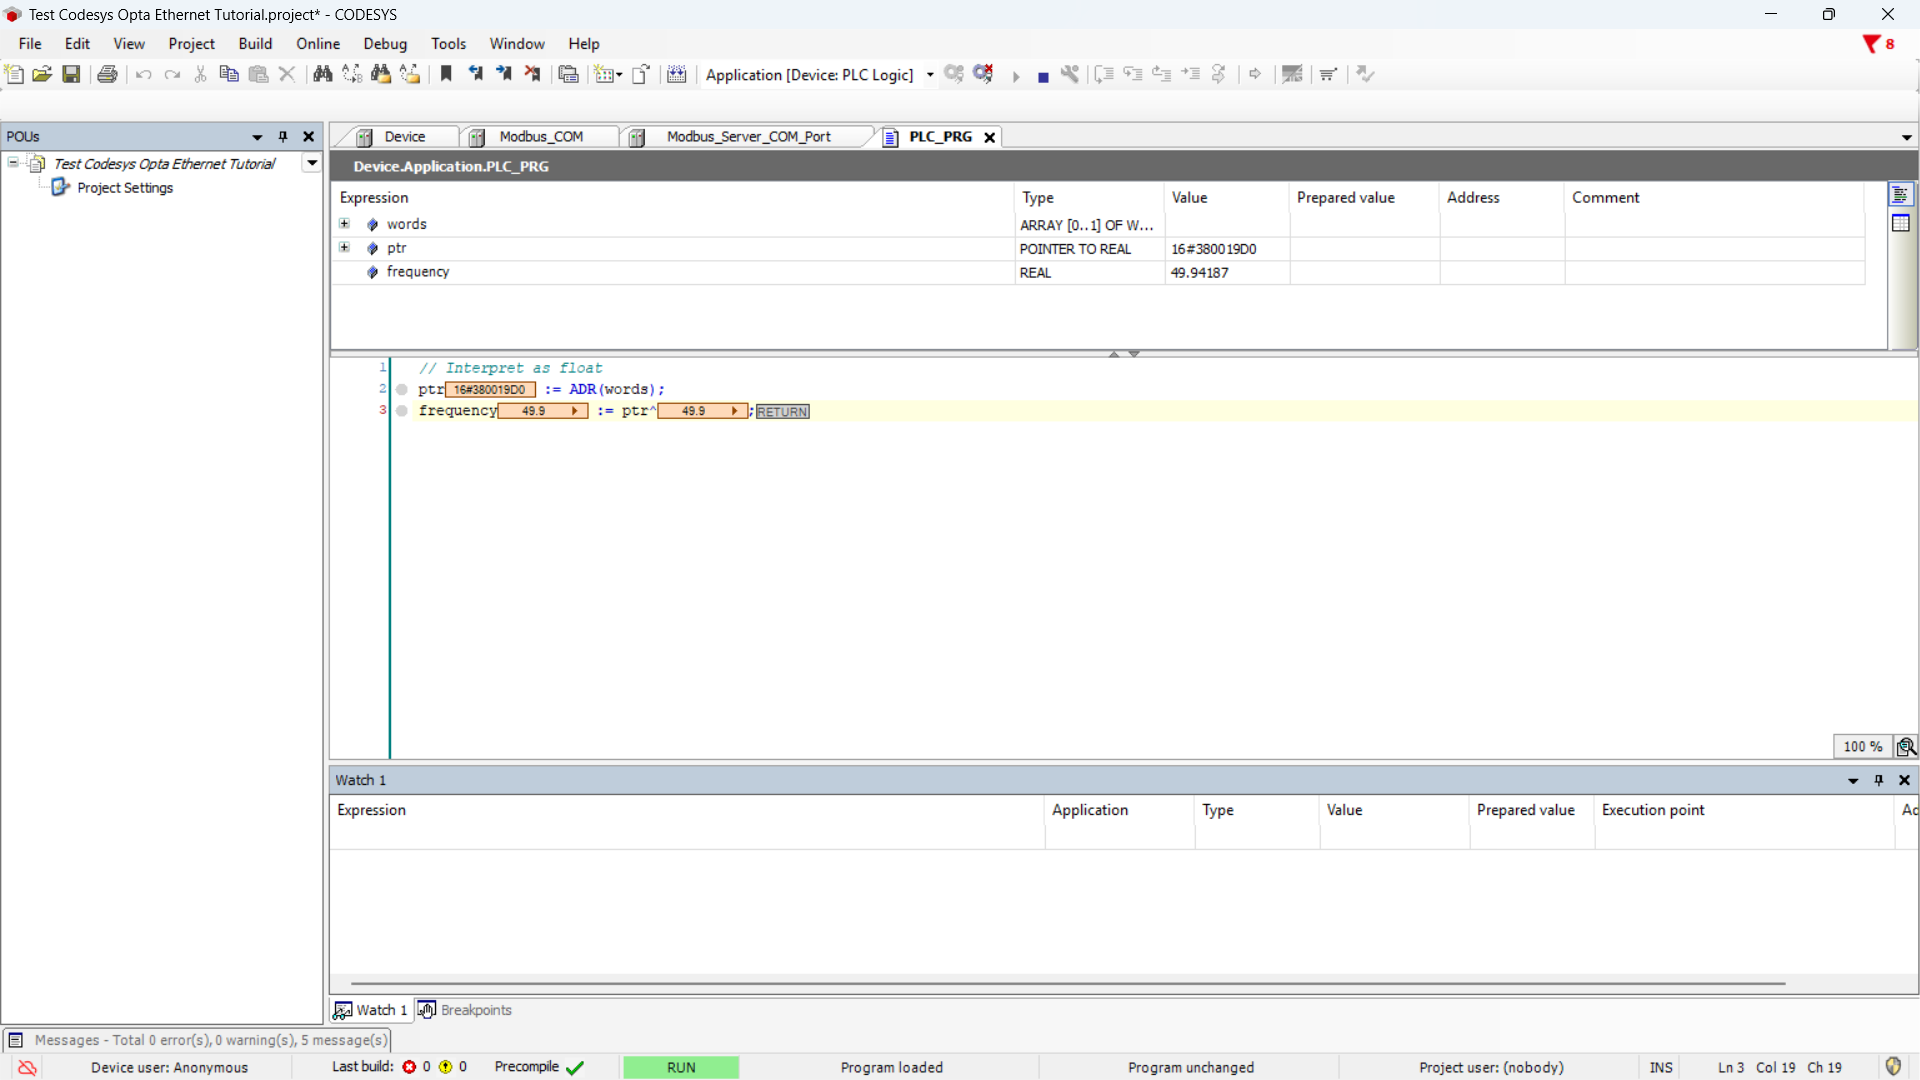 Test Codesys Opta Ethernet Tutorial.project* - CODESYS
File Edit View Project Build Online Debug Tools Window Help
8
Application [Device: PLC Logic]
POUs
Test Codesys Opta Ethernet Tutorial
Project Settings
Device Modbus_COM Modbus_Server_COM_Port PLC_PRG
Device.Application.PLC_PRG
Expression Type Value Prepared value Address Comment
words ARRAY [0..1] OF W...
ptr POINTER TO REAL 16#380019D0
frequency REAL 49.94187
1 // Interpret as float
2 ptr 16#380019D0 := ADR(words);
3 frequency 49.9 := ptr^ 49.9 ;RETURN
100 %
Watch 1
Expression Application Type Value Prepared value Execution point Ad
Watch 1 Breakpoints
Messages - Total 0 error(s), 0 warning(s), 5 message(s)
Device user: Anonymous Last build: 0 0 Precompile RUN Program loaded Program unchanged Project user: (nobody) INS Ln 3 Col 19 Ch 19